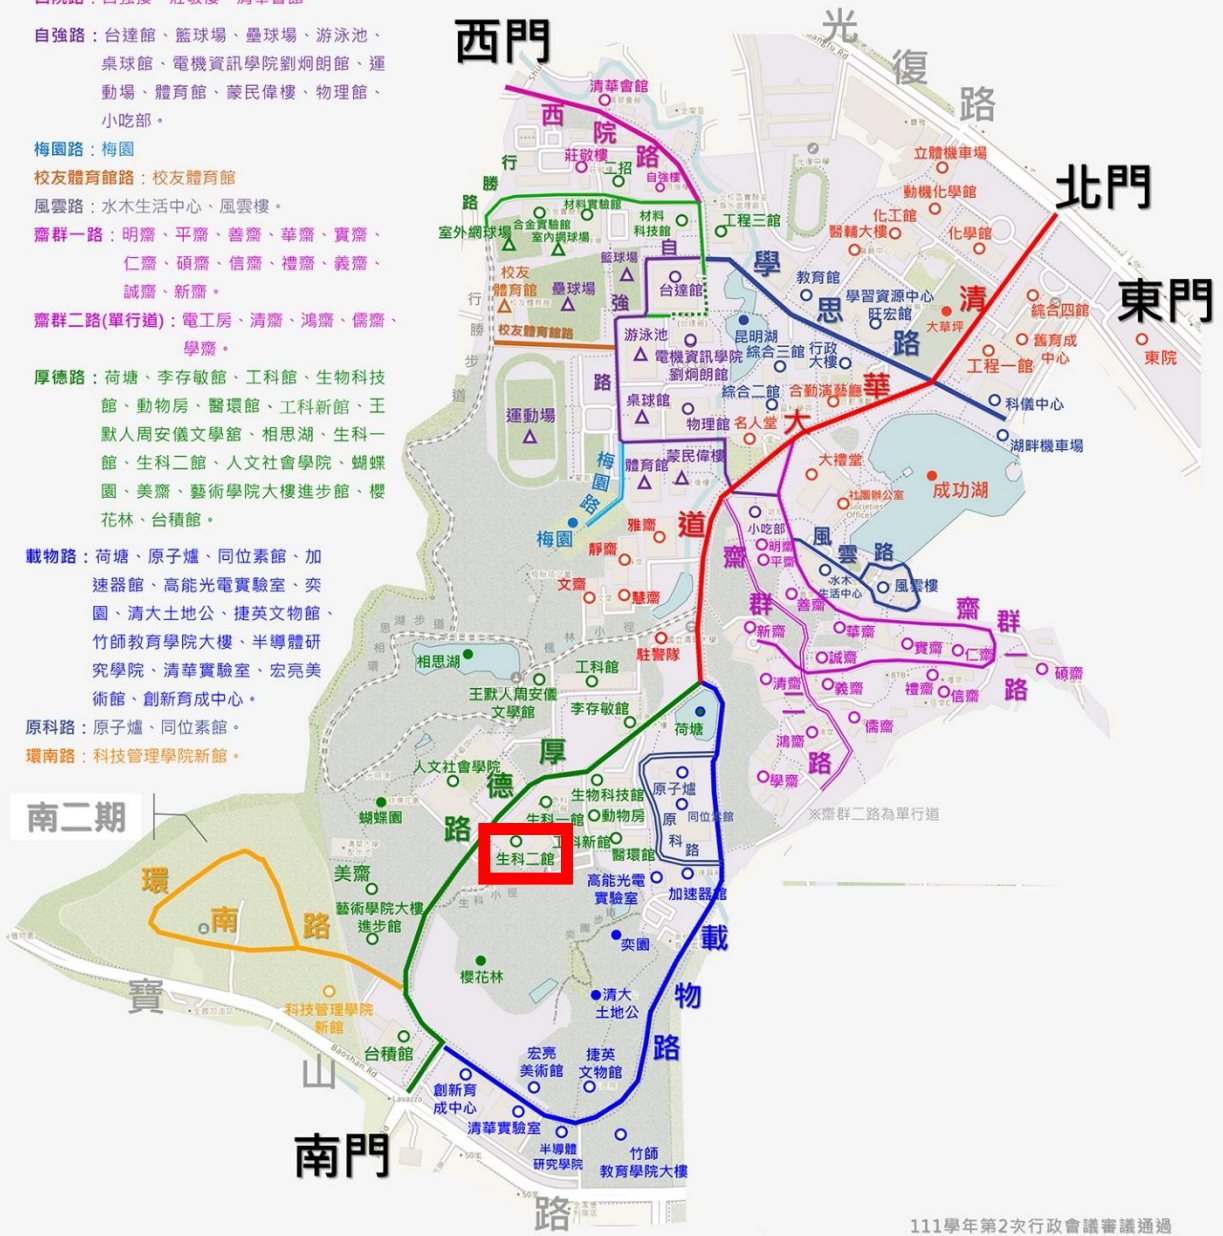 自強路：台達館、籃球場、壘球場、游泳池、
桌球館、電機資訊學院劉炯朗館、運
動場、體育館、蒙民偉樓、物理館、
小吃部。
梅園路：梅園
校友體育館路：校友體育館
風雲路：水木生活中心、風雲樓。
齋群一路：明齋、平齋、善齋、華齋、實齋、
仁齋、碩齋、信齋、禮齋、義齋、
誠齋、新齋。
齋群二路(單行道)：電工房、清齋、鴻齋、儒齋、
學齋。
厚德路：荷塘、李存敏館、工科館、生物科技
館、動物房、醫環館、工科新館、王
默人周安儀文學館、相思湖、生科一
館、生科二館、人文社會學院、蝴蝶
園、美齋、藝術學院大樓進步館、櫻
花林、台積館。
載物路：荷塘、原子爐、同位素館、加
速器館、高能光電實驗室、奕
園、清大土地公、捷英文物館、
竹師教育學院大樓、半導體研
究學院、清華實驗室、宏亮美
術館、創新育成中心。
原科路：原子爐、同位素館。
環南路：科技管理學院新館。
西門
光復路
北門
東門
南門
南二期
寶山路
Baoshan Rd
西院路
清華會館
莊敬樓
二招
自強樓
行勝路
材料實驗館
合金實驗館
室外網球場
室內網球場
材料
科技館
工程三館
立體機車場
動機化學館
化工館
醫輔大樓
化學館
自強路
籃球場
校友
體育館
壘球場
台達館
學思路
教育館
學習資源中心
旺宏館
清華大道
大草坪
綜合四館
舊育成
中心
東院
工程一館
行勝步道
校友體育館路
游泳池
電機資訊學院
劉炯朗館
昆明湖
綜合三館
行政
大樓
綜合二館
合勤演藝廳
科儀中心
湖畔機車場
運動場
桌球館
物理館
名人堂
梅園路
體育館
蒙民偉樓
大禮堂
成功湖
社團辦公室
梅園
雅齋
靜齋
文齋
慧齋
駐警隊
小吃部
明齋
平齋
風雲路
水木
生活中心
風雲樓
善齋
齋群一路
新齋
華齋
實齋
仁齋
誠齋
碩齋
清齋
義齋
禮齋
信齋
齋群二路
儒齋
鴻齋
學齋
※齋群二路為單行道
相思湖
工科館
王默人周安儀
文學館
李存敏館
荷塘
厚德路
人文社會學院
生物科技館
原子爐
同位素館
原科路
蝴蝶園
生科一館
動物房
工科新館
生科二館
醫環館
美齋
高能光電
實驗室
加速器館
生科小徑
藝術學院大樓
進步館
環南路
奕園
載物路
櫻花林
清大
土地公
科技管理學院
新館
台積館
宏亮
美術館
捷英
文物館
創新育
成中心
清華實驗室
半導體
研究學院
竹師
教育學院大樓
Lavazza
111學年第2次行政會議審議通過